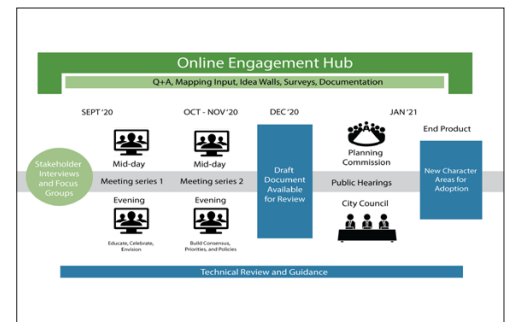 Online Engagement Hub
Q+A, Mapping Input, Idea Walls, Surveys, Documentation
SEPT '20
OCT - NOV'20
DEC '20
JAN '21
Stakeholder
Interviews
and Focus
Groups
Mid-day
Meeting series 1
Evening
Educate, Celebrate,
Envision
Mid-day
Meeting series 2
Evening
Build Consensus,
Priorities, and Policies
Draft
Document
Available
for Review
Planning
Commission
Public Hearings
City Council
End Product
New Character
Areas for
Adoption
Technical Review and Guidance